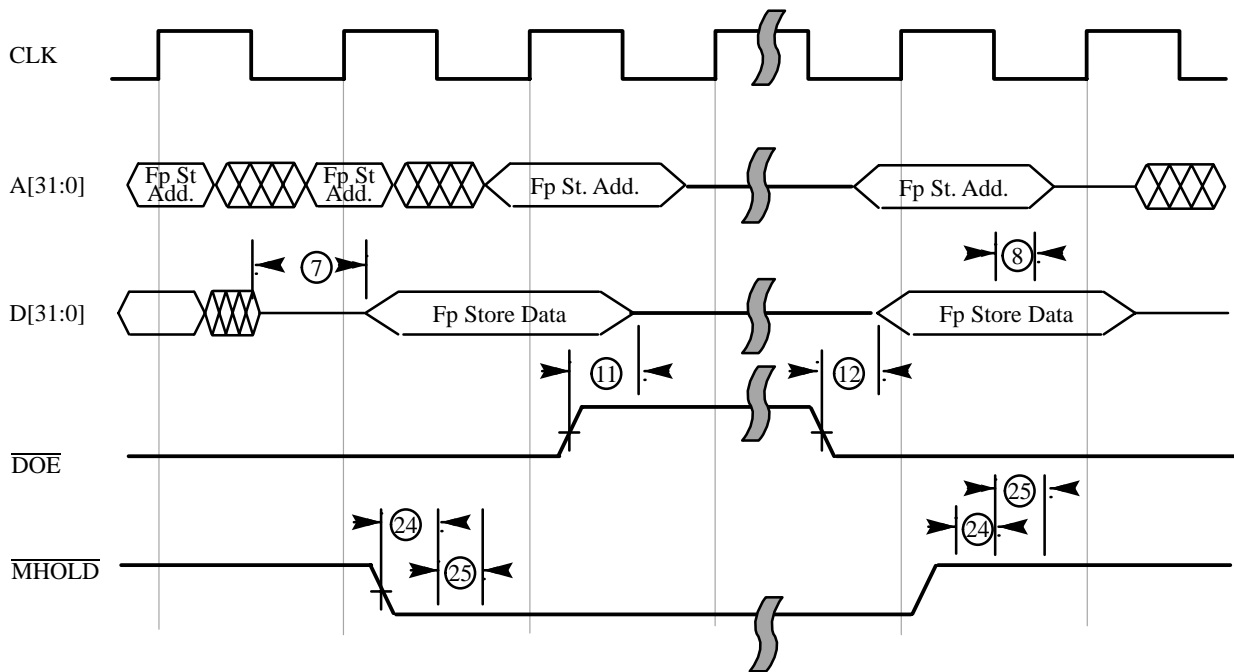 CLK
A[31:0]
Fp St
Add.
Fp St
Add.
Fp St. Add.
Fp St. Add.
7
8
D[31:0]
Fp Store Data
Fp Store Data
11
12
DOE
24
25
25
24
MHOLD